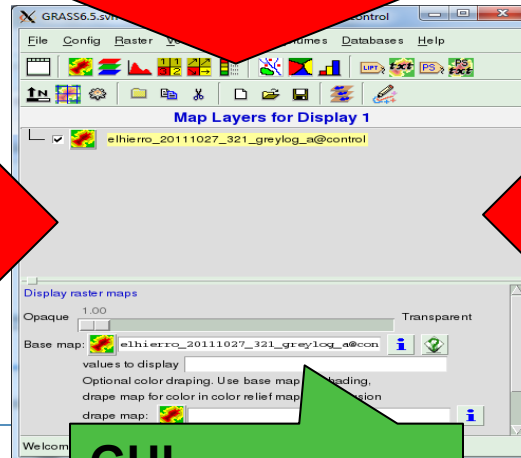 GRASS6.5.svn control
File Config Raster Databases Help
Map Layers for Display 1
elhierro_20111027_321_greylog_a@control
Display raster maps
Opaque 1.00 Transparent
Base map: elhierro_20111027_321_greylog_a@con
values to display
Optional color draping. Use base map
drape map for color in color relief map
drape map:
Welcom
GUI